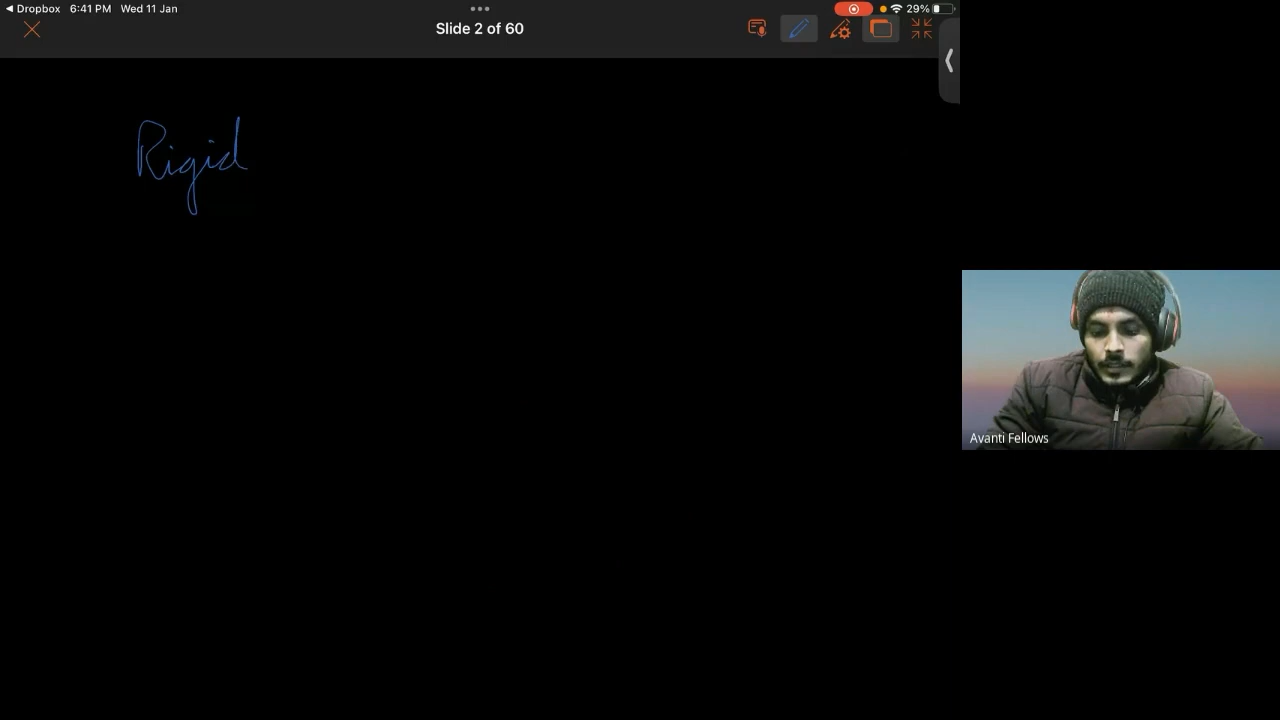 ◀ Dropbox 6:41 PM Wed 11 Jan
29%
Slide 2 of 60
Rigid
Avanti Fellows